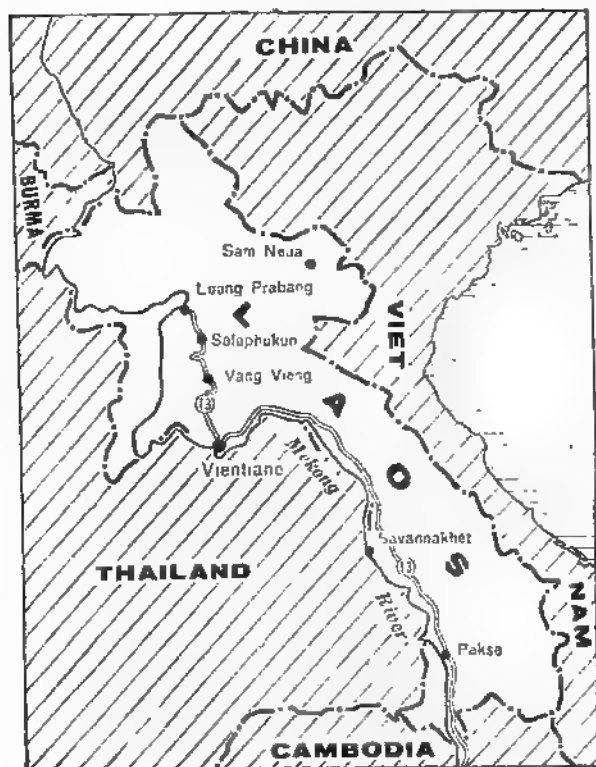 CHINA
BURMA
Sam Neua
Luang Prabang
L
VIET
Salaphukun
Vang Vieng
A
13
Vientiane
Mekong
O
Savannakhet
THAILAND
13
S
River
NAM
Pakse
CAMBODIA